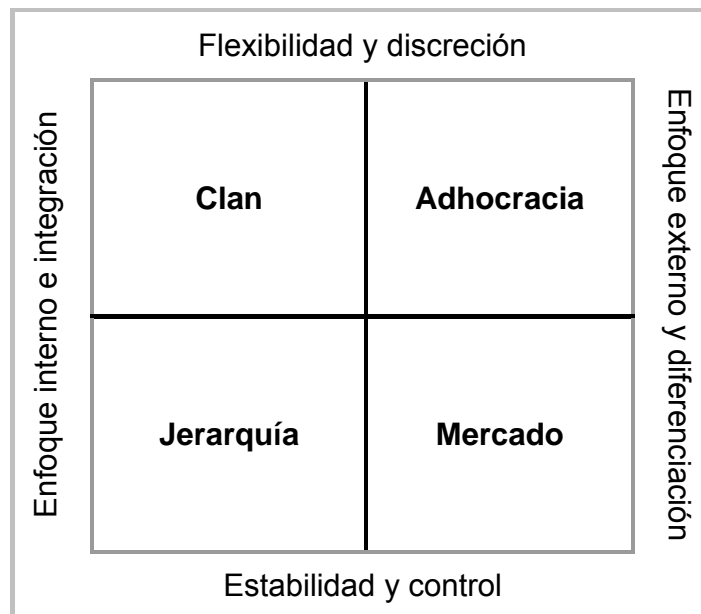 Flexibilidad y discreción
Enfoque interno e integración
Clan
Adhocracia
Enfoque externo y diferenciación
Jerarquía
Mercado
Estabilidad y control